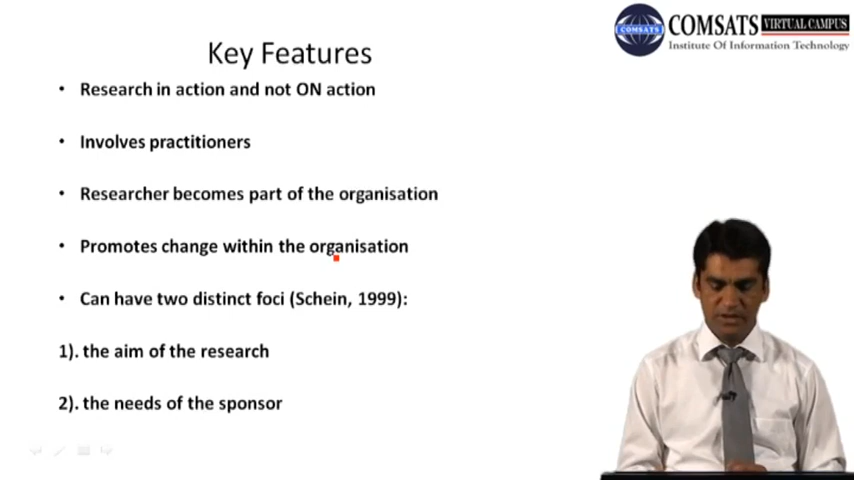 COMSATS VIRTUAL CAMPUS
Institute Of Information Technology
COMSATS
Key Features
• Research in action and not ON action
• Involves practitioners
• Researcher becomes part of the organisation
• Promotes change within the organisation
• Can have two distinct foci (Schein, 1999):
1). the aim of the research
2). the needs of the sponsor